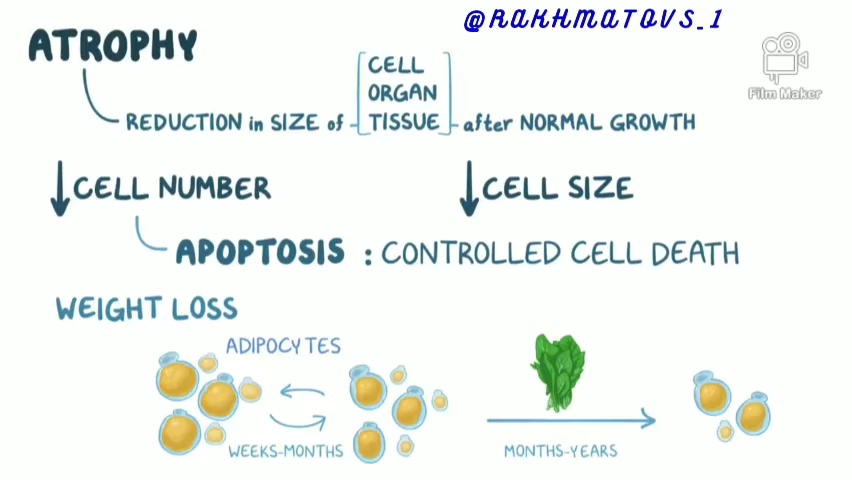 @RAKHMATOVS_1
ATROPHY
Film Maker
CELL
ORGAN
REDUCTION in SIZE of TISSUE after NORMAL GROWTH
↓ CELL NUMBER ↓ CELL SIZE
APOPTOSIS : CONTROLLED CELL DEATH
WEIGHT LOSS
ADIPOCYTES
WEEKS-MONTHS MONTHS-YEARS